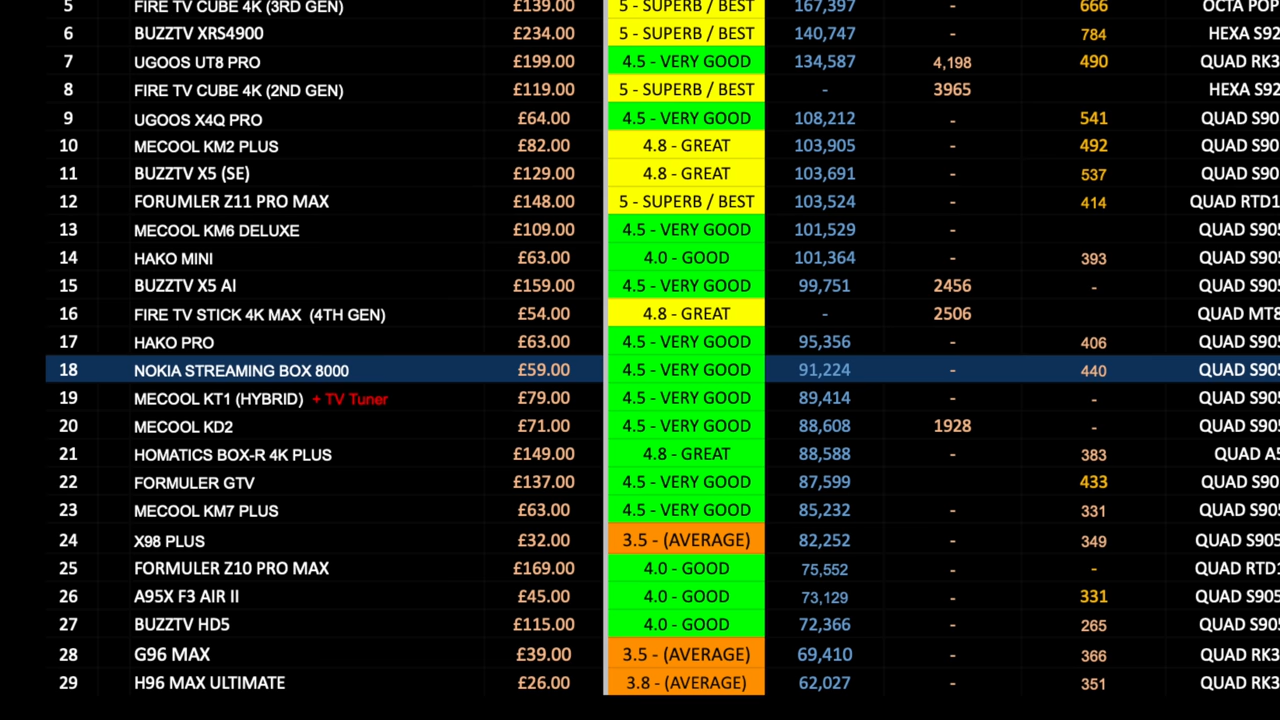 5 FIRE TV CUBE 4K (3RD GEN) £139.00 5 - SUPERB / BEST 167,397 - 666 OCTA POP
6 BUZZTV XRS4900 £234.00 5 - SUPERB / BEST 140,747 - 784 HEXA S92
7 UGOOS UT8 PRO £199.00 4.5 - VERY GOOD 134,587 4,198 490 QUAD RK3
8 FIRE TV CUBE 4K (2ND GEN) £119.00 5 - SUPERB / BEST - 3965 HEXA S92
9 UGOOS X4Q PRO £64.00 4.5 - VERY GOOD 108,212 - 541 QUAD S90
10 MECOOL KM2 PLUS £82.00 4.8 - GREAT 103,905 - 492 QUAD S90
11 BUZZTV X5 (SE) £129.00 4.8 - GREAT 103,691 - 537 QUAD S90
12 FORUMLER Z11 PRO MAX £148.00 5 - SUPERB / BEST 103,524 - 414 QUAD RTD1
13 MECOOL KM6 DELUXE £109.00 4.5 - VERY GOOD 101,529 - QUAD S905
14 HAKO MINI £63.00 4.0 - GOOD 101,364 - 393 QUAD S905
15 BUZZTV X5 AI £159.00 4.5 - VERY GOOD 99,751 2456 - QUAD S905
16 FIRE TV STICK 4K MAX (4TH GEN) £54.00 4.8 - GREAT - 2506 QUAD MT8
17 HAKO PRO £63.00 4.5 - VERY GOOD 95,356 - 406 QUAD S905
18 NOKIA STREAMING BOX 8000 £59.00 4.5 - VERY GOOD 91,224 - 440 QUAD S905
19 MECOOL KT1 (HYBRID) + TV Tuner £79.00 4.5 - VERY GOOD 89,414 - - QUAD S905
20 MECOOL KD2 £71.00 4.5 - VERY GOOD 88,608 1928 - QUAD S905
21 HOMATICS BOX-R 4K PLUS £149.00 4.8 - GREAT 88,588 - 383 QUAD A5
22 FORMULER GTV £137.00 4.5 - VERY GOOD 87,599 - 433 QUAD S90
23 MECOOL KM7 PLUS £63.00 4.5 - VERY GOOD 85,232 - 331 QUAD S905
24 X98 PLUS £32.00 3.5 - (AVERAGE) 82,252 - 349 QUAD S905
25 FORMULER Z10 PRO MAX £169.00 4.0 - GOOD 75,552 - - QUAD RTD1
26 A95X F3 AIR II £45.00 4.0 - GOOD 73,129 - 331 QUAD S905
27 BUZZTV HD5 £115.00 4.0 - GOOD 72,366 - 265 QUAD S905
28 G96 MAX £39.00 3.5 - (AVERAGE) 69,410 - 366 QUAD RK3
29 H96 MAX ULTIMATE £26.00 3.8 - (AVERAGE) 62,027 - 351 QUAD RK3